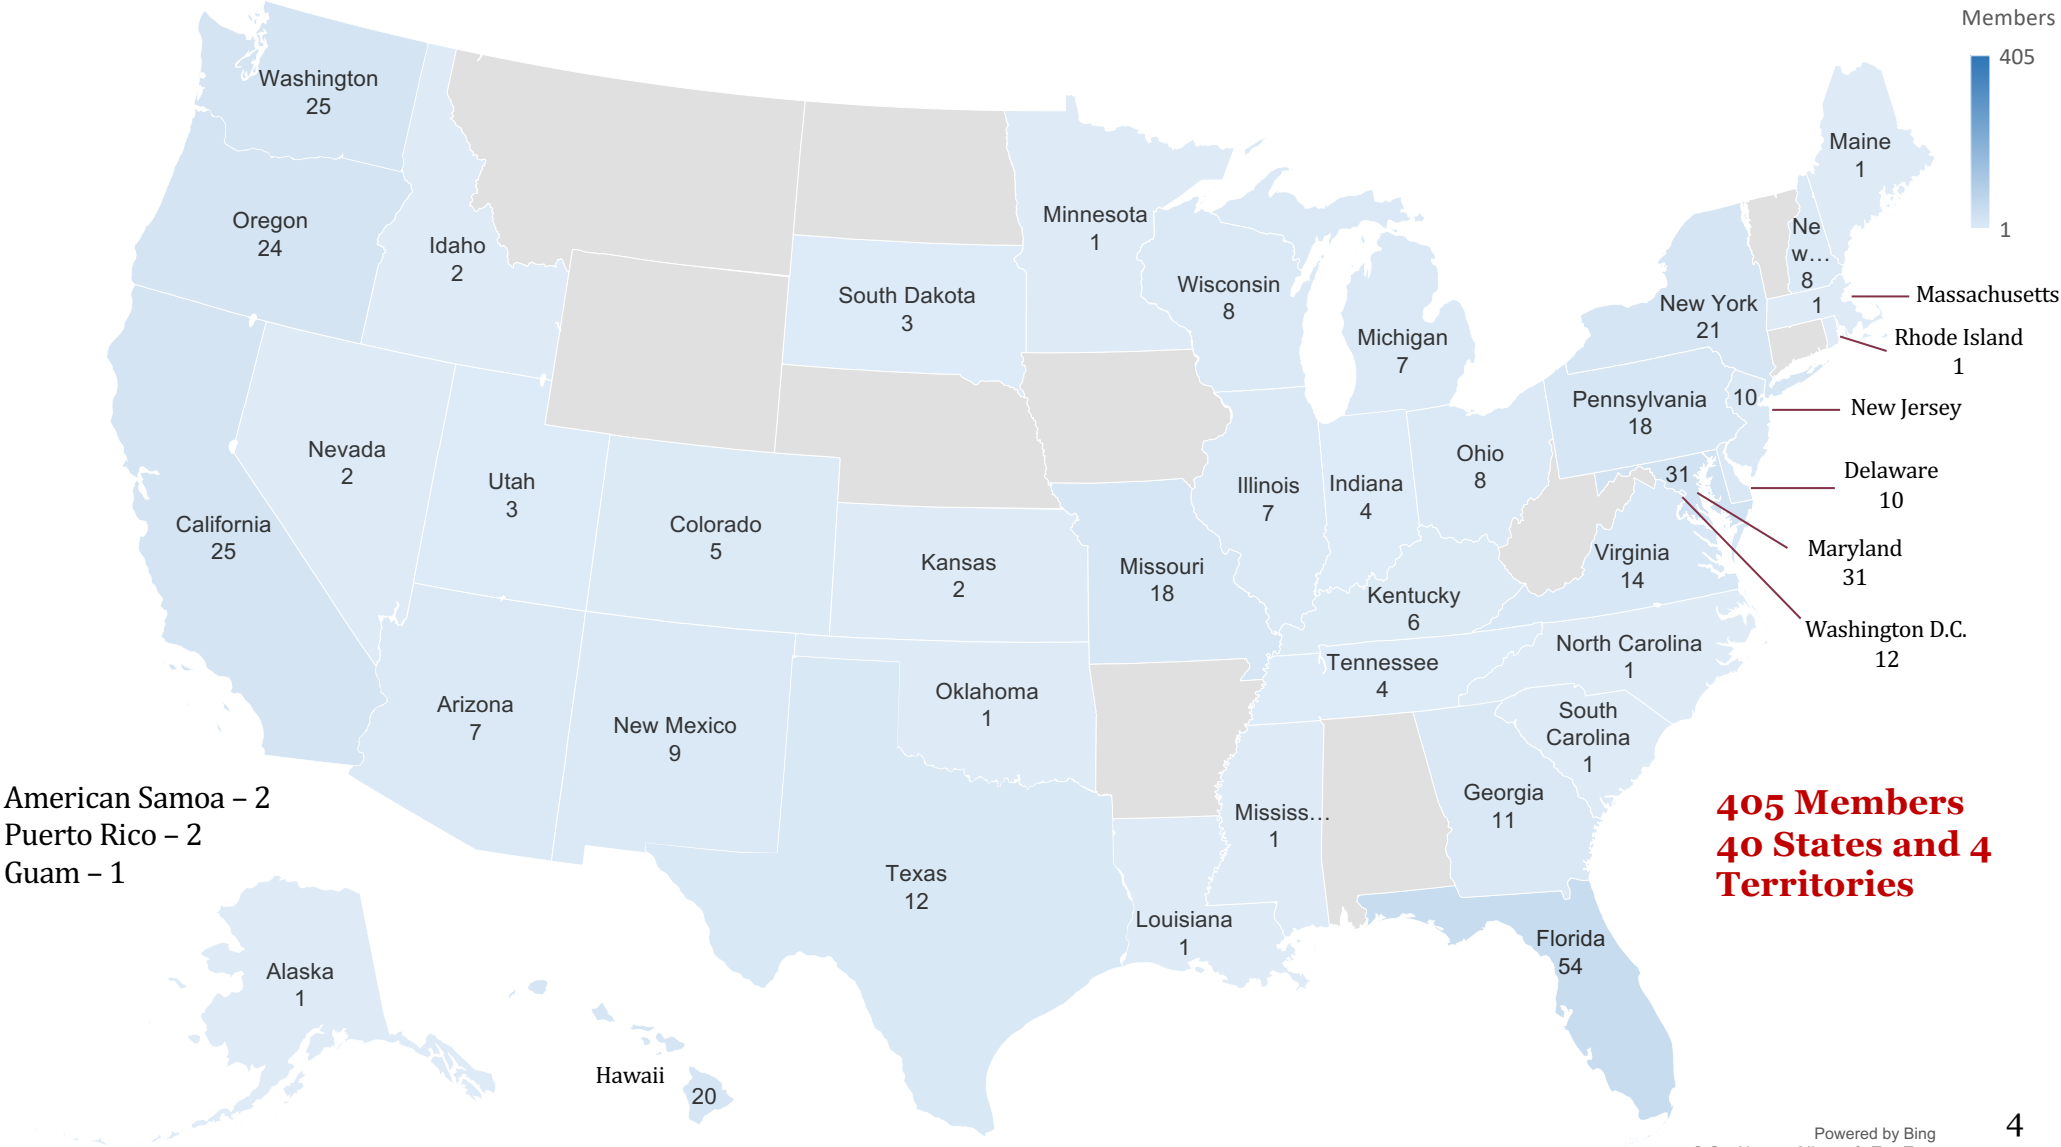 Members
405
1
Washington
25
Oregon
24
Idaho
2
Minnesota
1
South Dakota
3
Wisconsin
8
Michigan
7
Maine
1
Ne
w…
8
New York
21
1
Massachusetts
Rhode Island
1
Pennsylvania
18
10
New Jersey
Nevada
2
Utah
3
Colorado
5
California
25
Kansas
2
Missouri
18
Illinois
7
Indiana
4
Ohio
8
31
Delaware
10
Maryland
31
Virginia
14
Kentucky
6
Washington D.C.
12
Tennessee
4
North Carolina
1
South
Carolina
1
Arizona
7
New Mexico
9
Oklahoma
1
Texas
12
Mississ…
1
Georgia
11
Louisiana
1
Florida
54
American Samoa – 2
Puerto Rico – 2
Guam – 1
405 Members
40 States and 4
Territories
Alaska
1
Hawaii
20
Powered by Bing
4